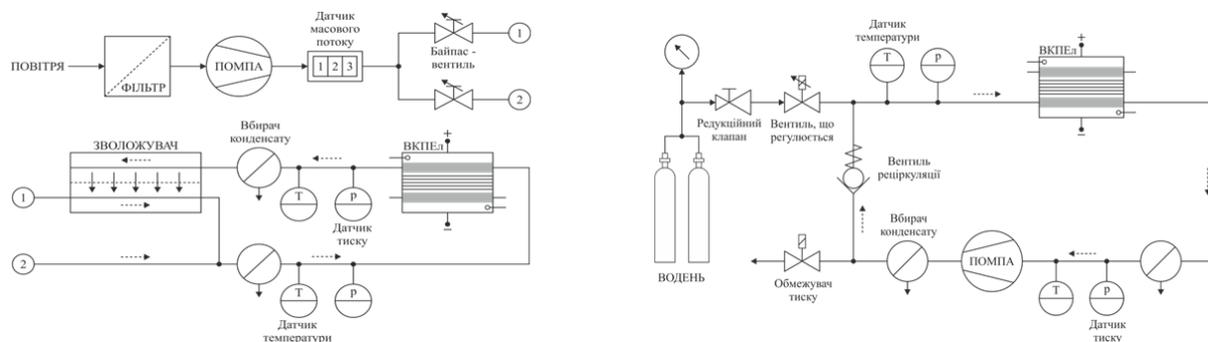 Датчик
масового
потоку
1 2 3
Байпас -
вентиль
1
ПОВІТРЯ
ФІЛЬТР
ПОМПА
2
ЗВОЛОЖУВАЧ
Вбирач
конденсату
ВКПЕл
+
T
p
Датчик
тиску
–
1
2
T
p
Датчик
температури
Датчик
температури
T
p
ВКПЕл
+
–
Редукційний
клапан
Вентиль, що
регулюється
Вентиль
рециркуляції
ВОДЕНЬ
Обмежувач
тиску
Вбирач
конденсату
ПОМПА
T
p
Датчик
тиску